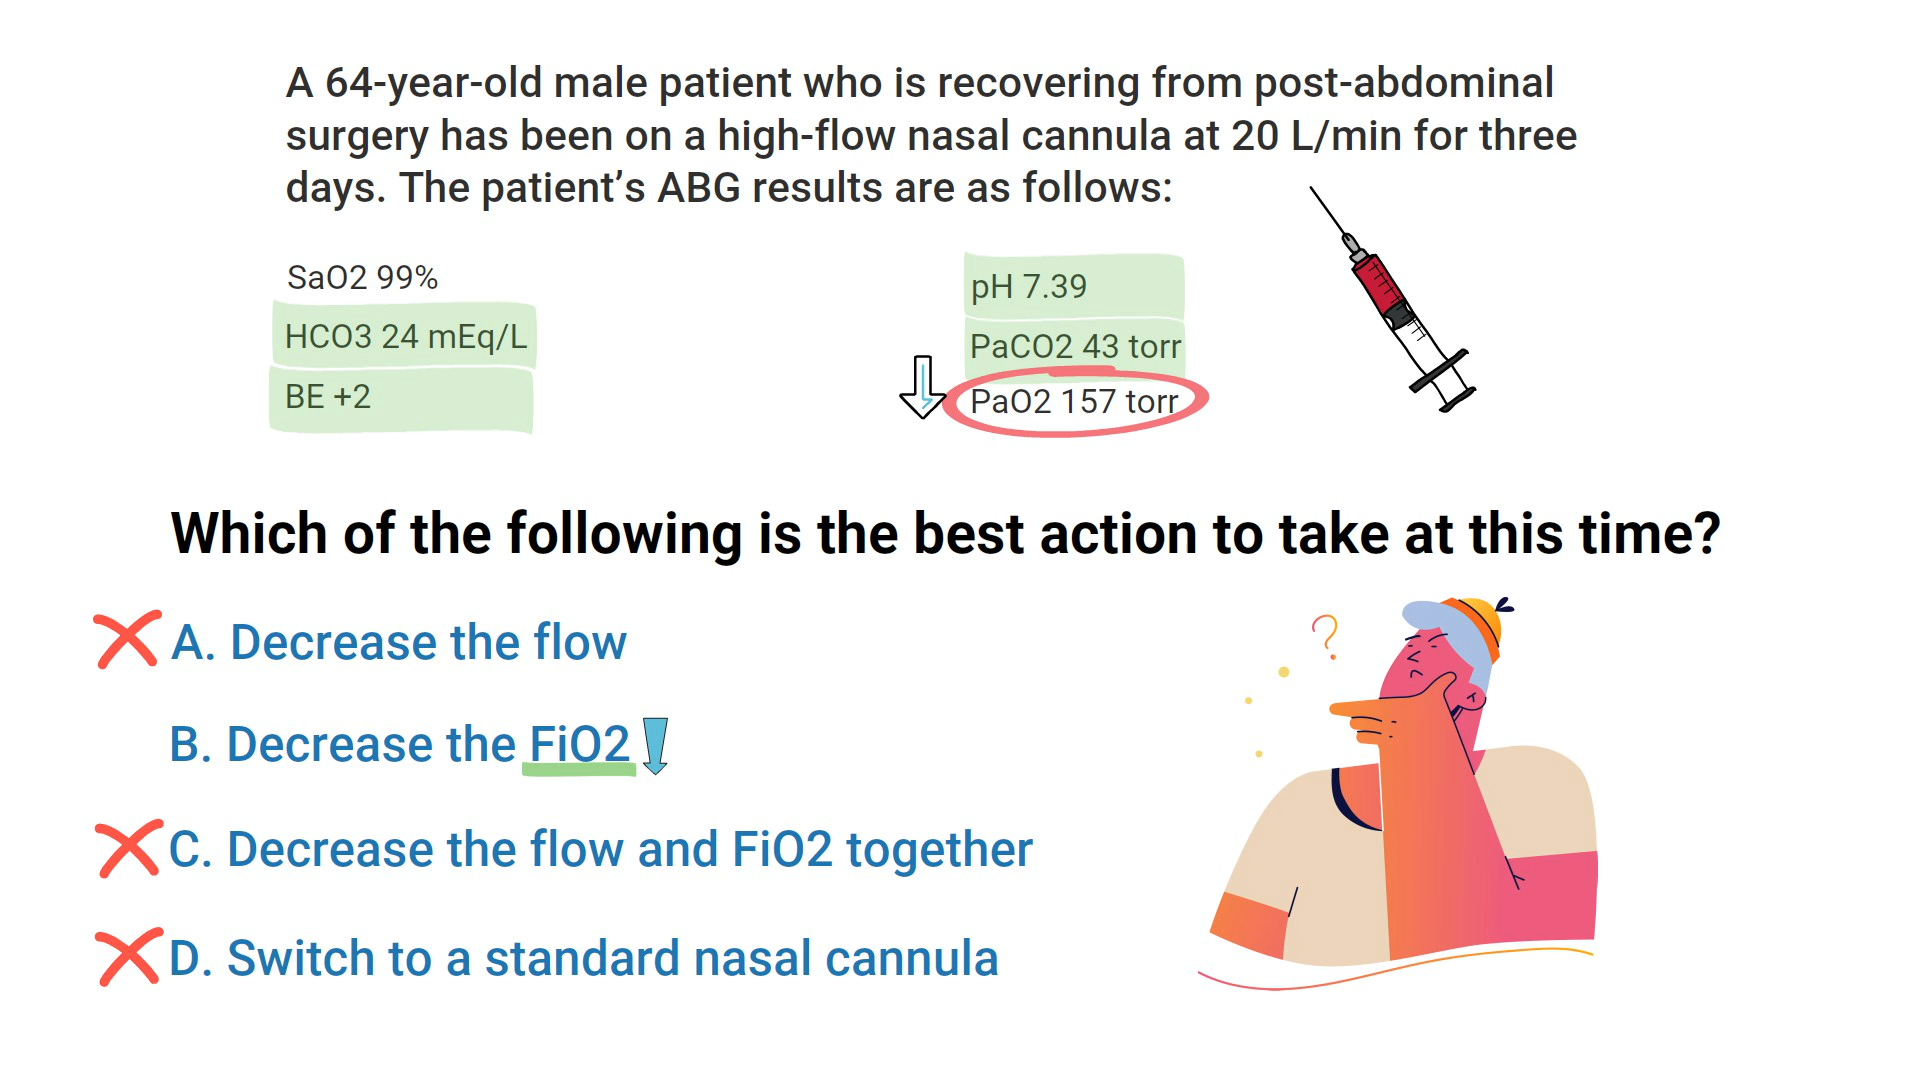 A 64-year-old male patient who is recovering from post-abdominal
surgery has been on a high-flow nasal cannula at 20 L/min for three
days. The patient’s ABG results are as follows:
SaO2 99%
HCO3 24 mEq/L
BE +2
pH 7.39
PaCO2 43 torr
PaO2 157 torr
Which of the following is the best action to take at this time?
A. Decrease the flow
B. Decrease the FiO2
C. Decrease the flow and FiO2 together
D. Switch to a standard nasal cannula
?